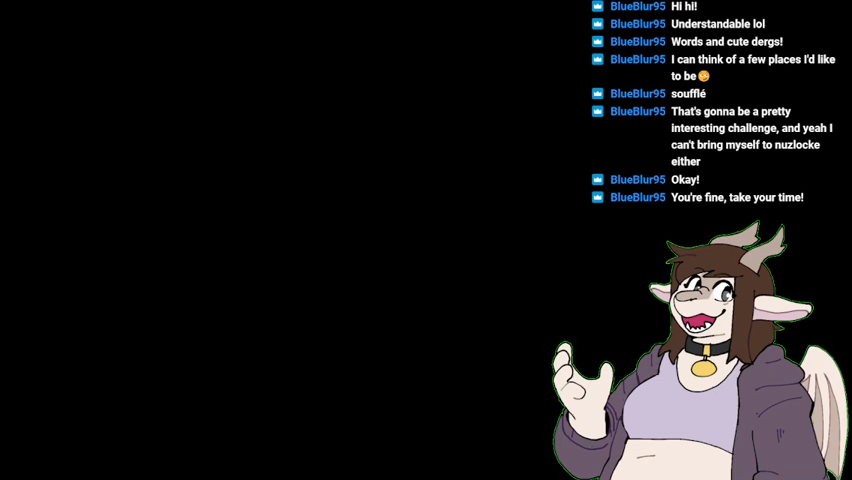 BlueBlur95 Hi hi!
BlueBlur95 Understandable lol
BlueBlur95 Words and cute dergs!
BlueBlur95 I can think of a few places I'd like
to be
BlueBlur95 soufflé
BlueBlur95 That's gonna be a pretty
interesting challenge, and yeah I
can't bring myself to nuzlocke
either
BlueBlur95 Okay!
BlueBlur95 You're fine, take your time!